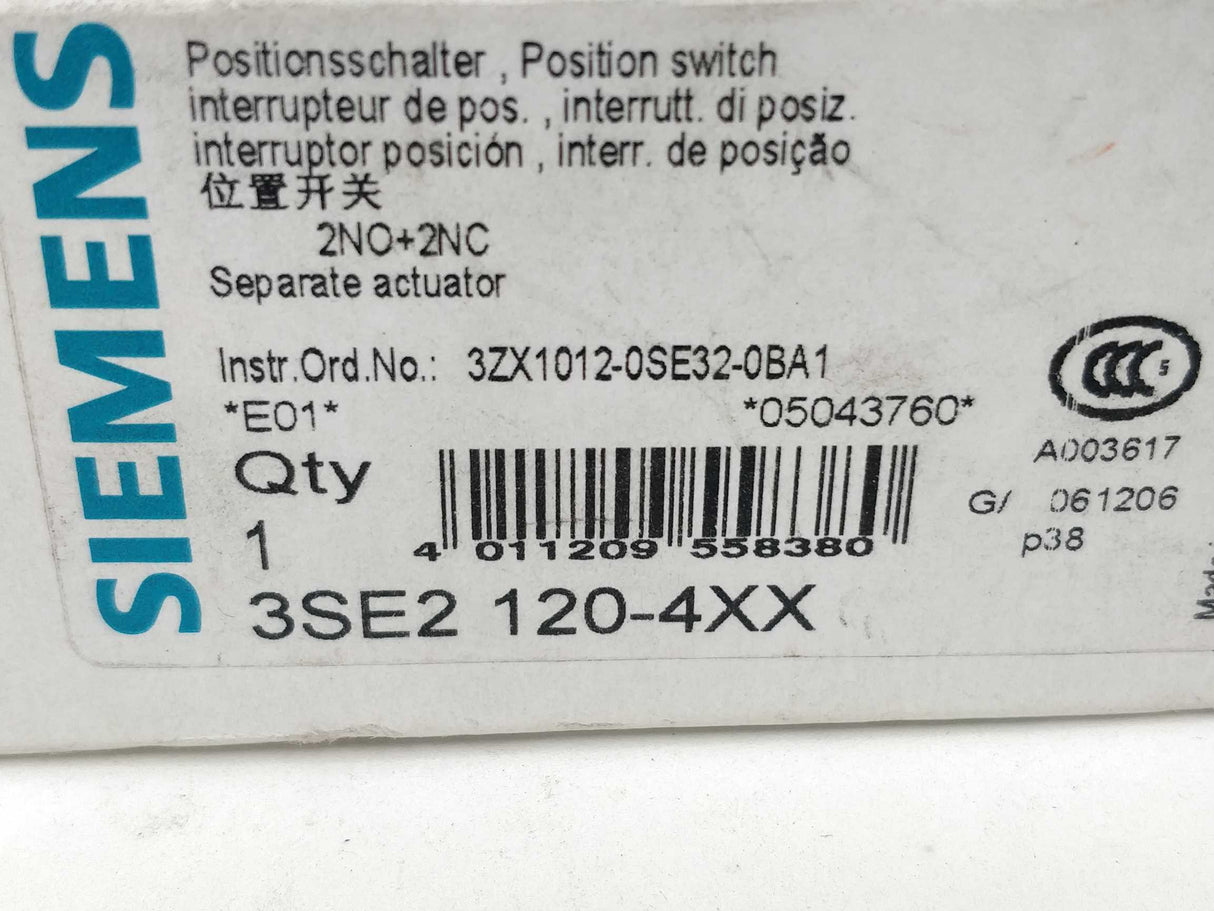 SIEMENS
Positionsschalter , Position switch
interrupteur de pos. , interrutt. di posiz.
interruptor posición , interr. de posição
位置开关
2NO+2NC
Separate actuator
Instr.Ord.No.: 3ZX1012-0SE32-0BA1
*E01* *05043760*
CCC S
A003617
Qty
G/ 061206
1
p38
4 011209 558380
3SE2 120-4XX
Made